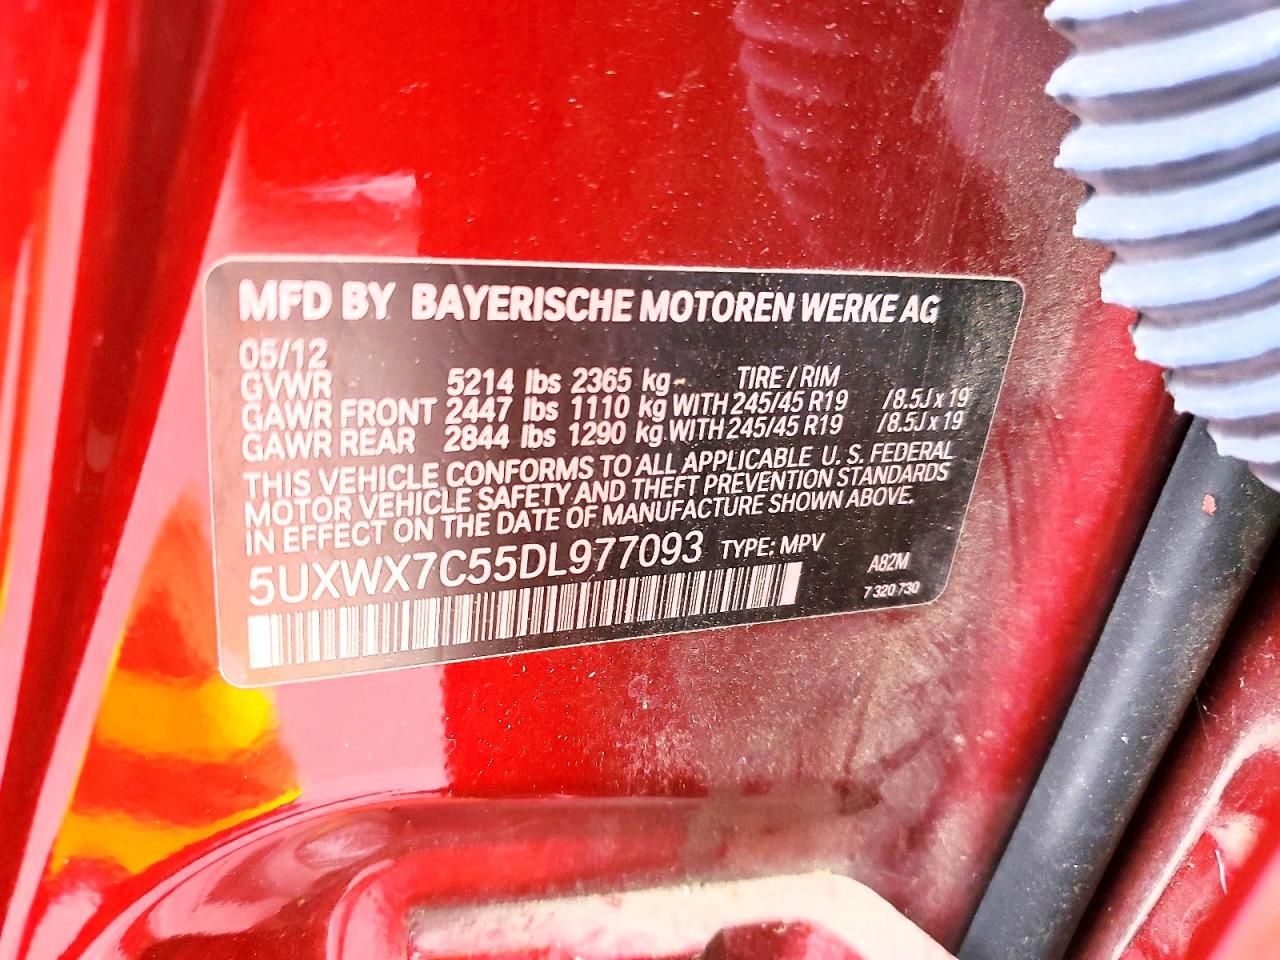 MFD BY BAYERISCHE MOTOREN WERKE AG
05/12
GVWR 5214 lbs 2365 kg- TIRE / RIM
GAWR FRONT 2447 lbs 1110 kg WITH 245/45 R19 /8.5J x 19
GAWR REAR 2844 lbs 1290 kg WITH 245/45 R19 /8.5J x 19
THIS VEHICLE CONFORMS TO ALL APPLICABLE U. S. FEDERAL
MOTOR VEHICLE SAFETY AND THEFT PREVENTION STANDARDS
IN EFFECT ON THE DATE OF MANUFACTURE SHOWN ABOVE.
5UXWX7C55DL977093 TYPE: MPV
A82M
7 320 730